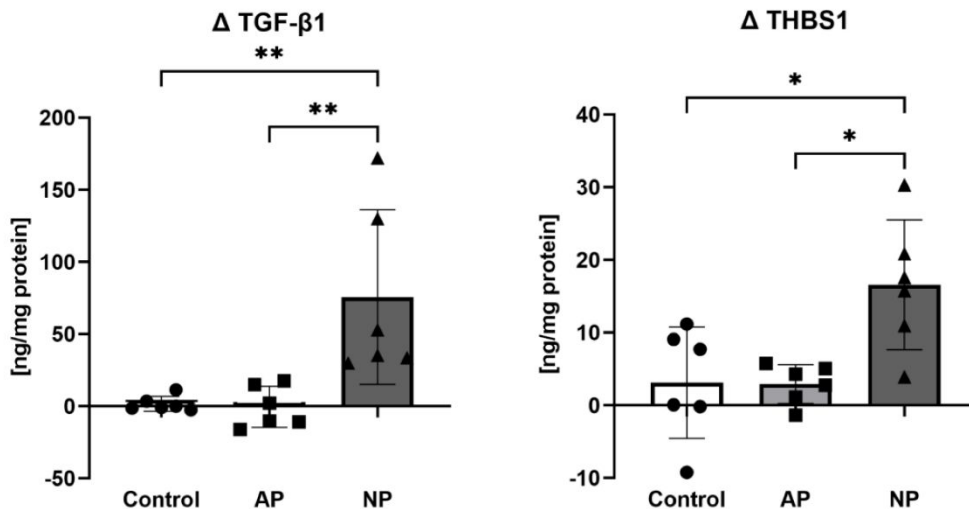 Δ TGF-β1
**
**
[ng/mg protein]
200
150
100
50
0
-50
Control AP NP
Δ THBS1
*
*
[ng/mg protein]
40
30
20
10
0
-10
Control AP NP